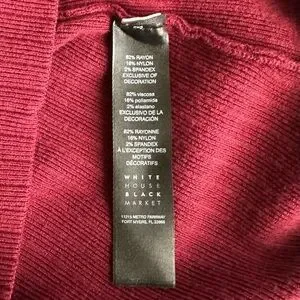 82% RAYON
16% NYLON
2% SPANDEX
EXCLUSIVE OF
DECORATION
82% viscosa
16% poliamida
2% elastano
EXCLUSIVO DE LA
DECORACIÓN
82% RAYONNE
16% NYLON
2% SPANDEX
À L'EXCEPTION DES
MOTIFS
DÉCORATIFS
WHITE
HOUSE
BLACK
MARKET
11215 METRO PARKWAY
FORT MYERS, FL 33966